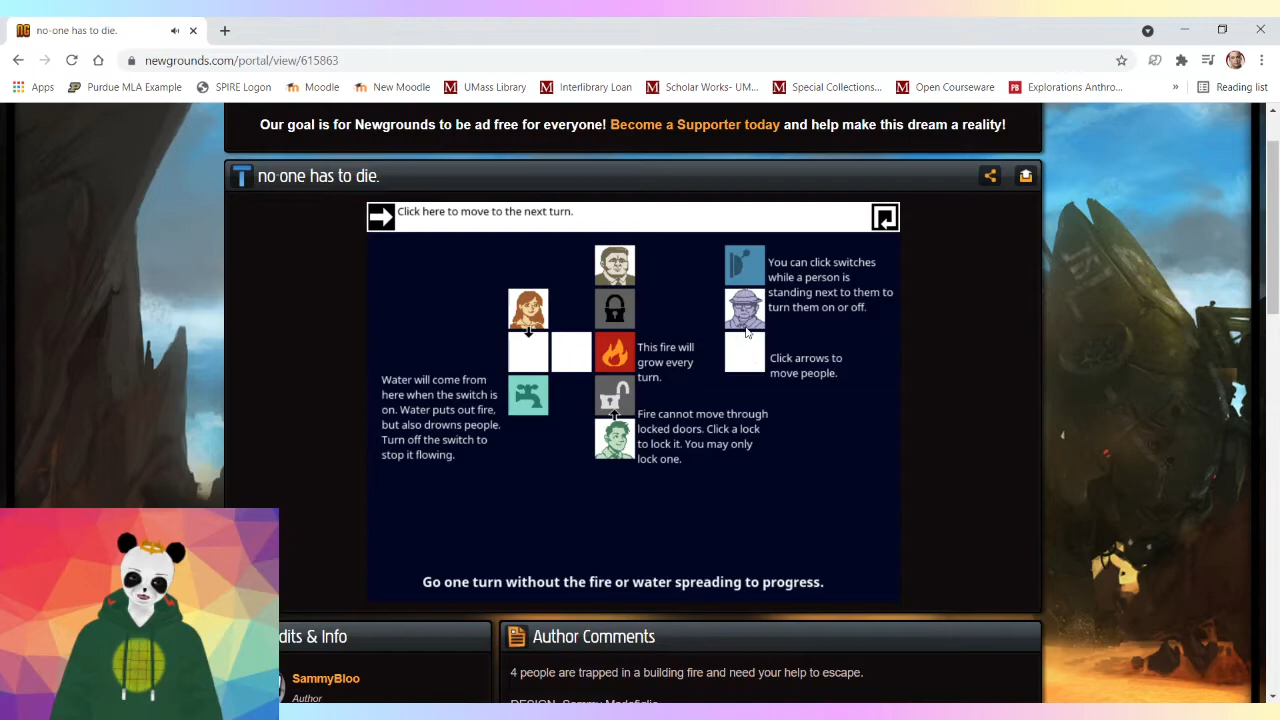 no-one has to die.
newgrounds.com/portal/view/615863
Apps
Purdue MLA Example
SPIRE Logon
Moodle
New Moodle
UMass Library
Interlibrary Loan
Scholar Works- UM...
Special Collections...
Open Courseware
Explorations Anthro...
»
Reading list
Our goal is for Newgrounds to be ad free for everyone! Become a Supporter today and help make this dream a reality!
T no-one has to die.
Click here to move to the next turn.
You can click switches
while a person is
standing next to them to
turn them on or off.
This fire will
grow every
turn.
Click arrows to
move people.
Water will come from
here when the switch is
on. Water puts out fire,
but also drowns people.
Turn off the switch to
stop it flowing.
Fire cannot move through
locked doors. Click a lock
to lock it. You may only
lock one.
Go one turn without the fire or water spreading to progress.
dits & Info
SammyBloo
Author
Author Comments
4 people are trapped in a building fire and need your help to escape.